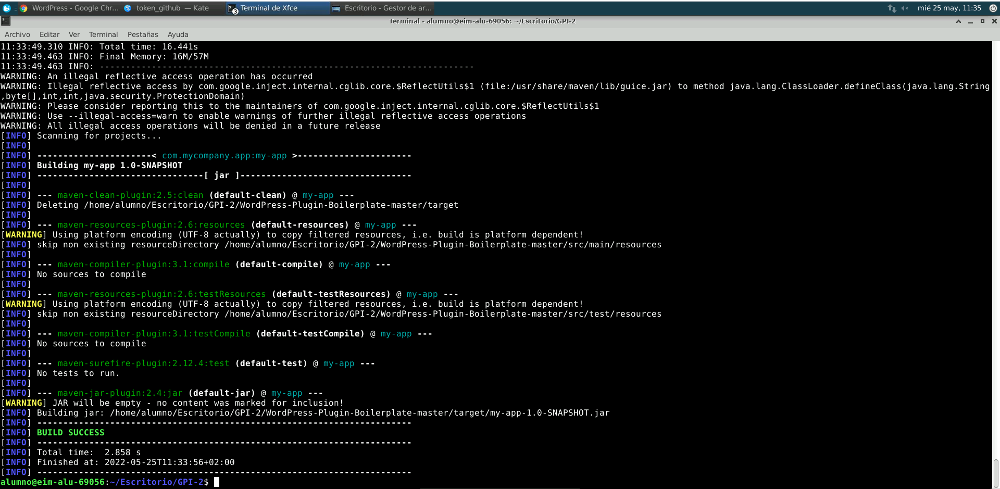 WordPress - Google Chr... token_github — Kate 3 Terminal de Xfce Escritorio - Gestor de ar... mié 25 may, 11:35
Terminal - alumno@eim-alu-69056: ~/Escritorio/GPI-2
Archivo Editar Ver Terminal Pestañas Ayuda
11:33:49.310 INFO: Total time: 16.441s
11:33:49.463 INFO: Final Memory: 16M/57M
11:33:49.463 INFO: ------------------------------------------------------------------------
WARNING: An illegal reflective access operation has occurred
WARNING: Illegal reflective access by com.google.inject.internal.cglib.core.$ReflectUtils$1 (file:/usr/share/maven/lib/guice.jar) to method java.lang.ClassLoader.defineClass(java.lang.String
,byte[],int,int,java.security.ProtectionDomain)
WARNING: Please consider reporting this to the maintainers of com.google.inject.internal.cglib.core.$ReflectUtils$1
WARNING: Use --illegal-access=warn to enable warnings of further illegal reflective access operations
WARNING: All illegal access operations will be denied in a future release
[INFO] Scanning for projects...
[INFO]
[INFO] ----------------------< com.mycompany.app:my-app >----------------------
[INFO] Building my-app 1.0-SNAPSHOT
[INFO] --------------------------------[ jar ]---------------------------------
[INFO]
[INFO] --- maven-clean-plugin:2.5:clean (default-clean) @ my-app ---
[INFO] Deleting /home/alumno/Escritorio/GPI-2/WordPress-Plugin-Boilerplate-master/target
[INFO]
[INFO] --- maven-resources-plugin:2.6:resources (default-resources) @ my-app ---
[WARNING] Using platform encoding (UTF-8 actually) to copy filtered resources, i.e. build is platform dependent!
[INFO] skip non existing resourceDirectory /home/alumno/Escritorio/GPI-2/WordPress-Plugin-Boilerplate-master/src/main/resources
[INFO]
[INFO] --- maven-compiler-plugin:3.1:compile (default-compile) @ my-app ---
[INFO] No sources to compile
[INFO]
[INFO] --- maven-resources-plugin:2.6:testResources (default-testResources) @ my-app ---
[WARNING] Using platform encoding (UTF-8 actually) to copy filtered resources, i.e. build is platform dependent!
[INFO] skip non existing resourceDirectory /home/alumno/Escritorio/GPI-2/WordPress-Plugin-Boilerplate-master/src/test/resources
[INFO]
[INFO] --- maven-compiler-plugin:3.1:testCompile (default-testCompile) @ my-app ---
[INFO] No sources to compile
[INFO]
[INFO] --- maven-surefire-plugin:2.12.4:test (default-test) @ my-app ---
[INFO] No tests to run.
[INFO]
[INFO] --- maven-jar-plugin:2.4:jar (default-jar) @ my-app ---
[WARNING] JAR will be empty - no content was marked for inclusion!
[INFO] Building jar: /home/alumno/Escritorio/GPI-2/WordPress-Plugin-Boilerplate-master/target/my-app-1.0-SNAPSHOT.jar
[INFO] ------------------------------------------------------------------------
[INFO] BUILD SUCCESS
[INFO] ------------------------------------------------------------------------
[INFO] Total time:  2.858 s
[INFO] Finished at: 2022-05-25T11:33:56+02:00
[INFO] ------------------------------------------------------------------------
alumno@eim-alu-69056:~/Escritorio/GPI-2$